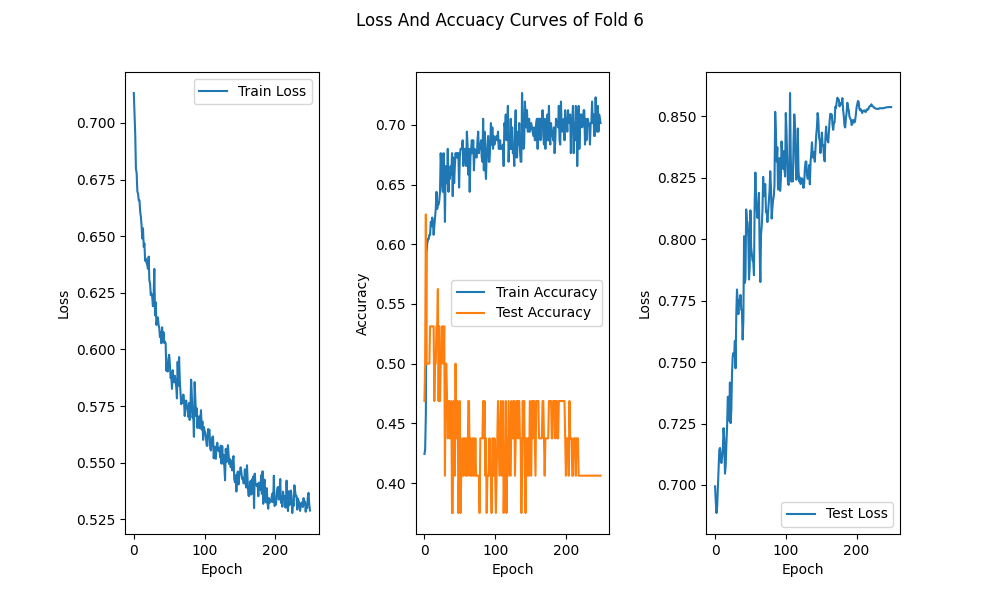 Loss And Accuacy Curves of Fold 6
Train Loss
0.700
0.675
0.650
0.625
0.600
0.575
0.550
0.525
Loss
0
100
200
Epoch
0.70
0.65
0.60
0.55
0.50
0.45
0.40
Accuracy
Train Accuracy
Test Accuracy
0
100
200
Epoch
0.850
0.825
0.800
0.775
0.750
0.725
0.700
Loss
Test Loss
0
100
200
Epoch